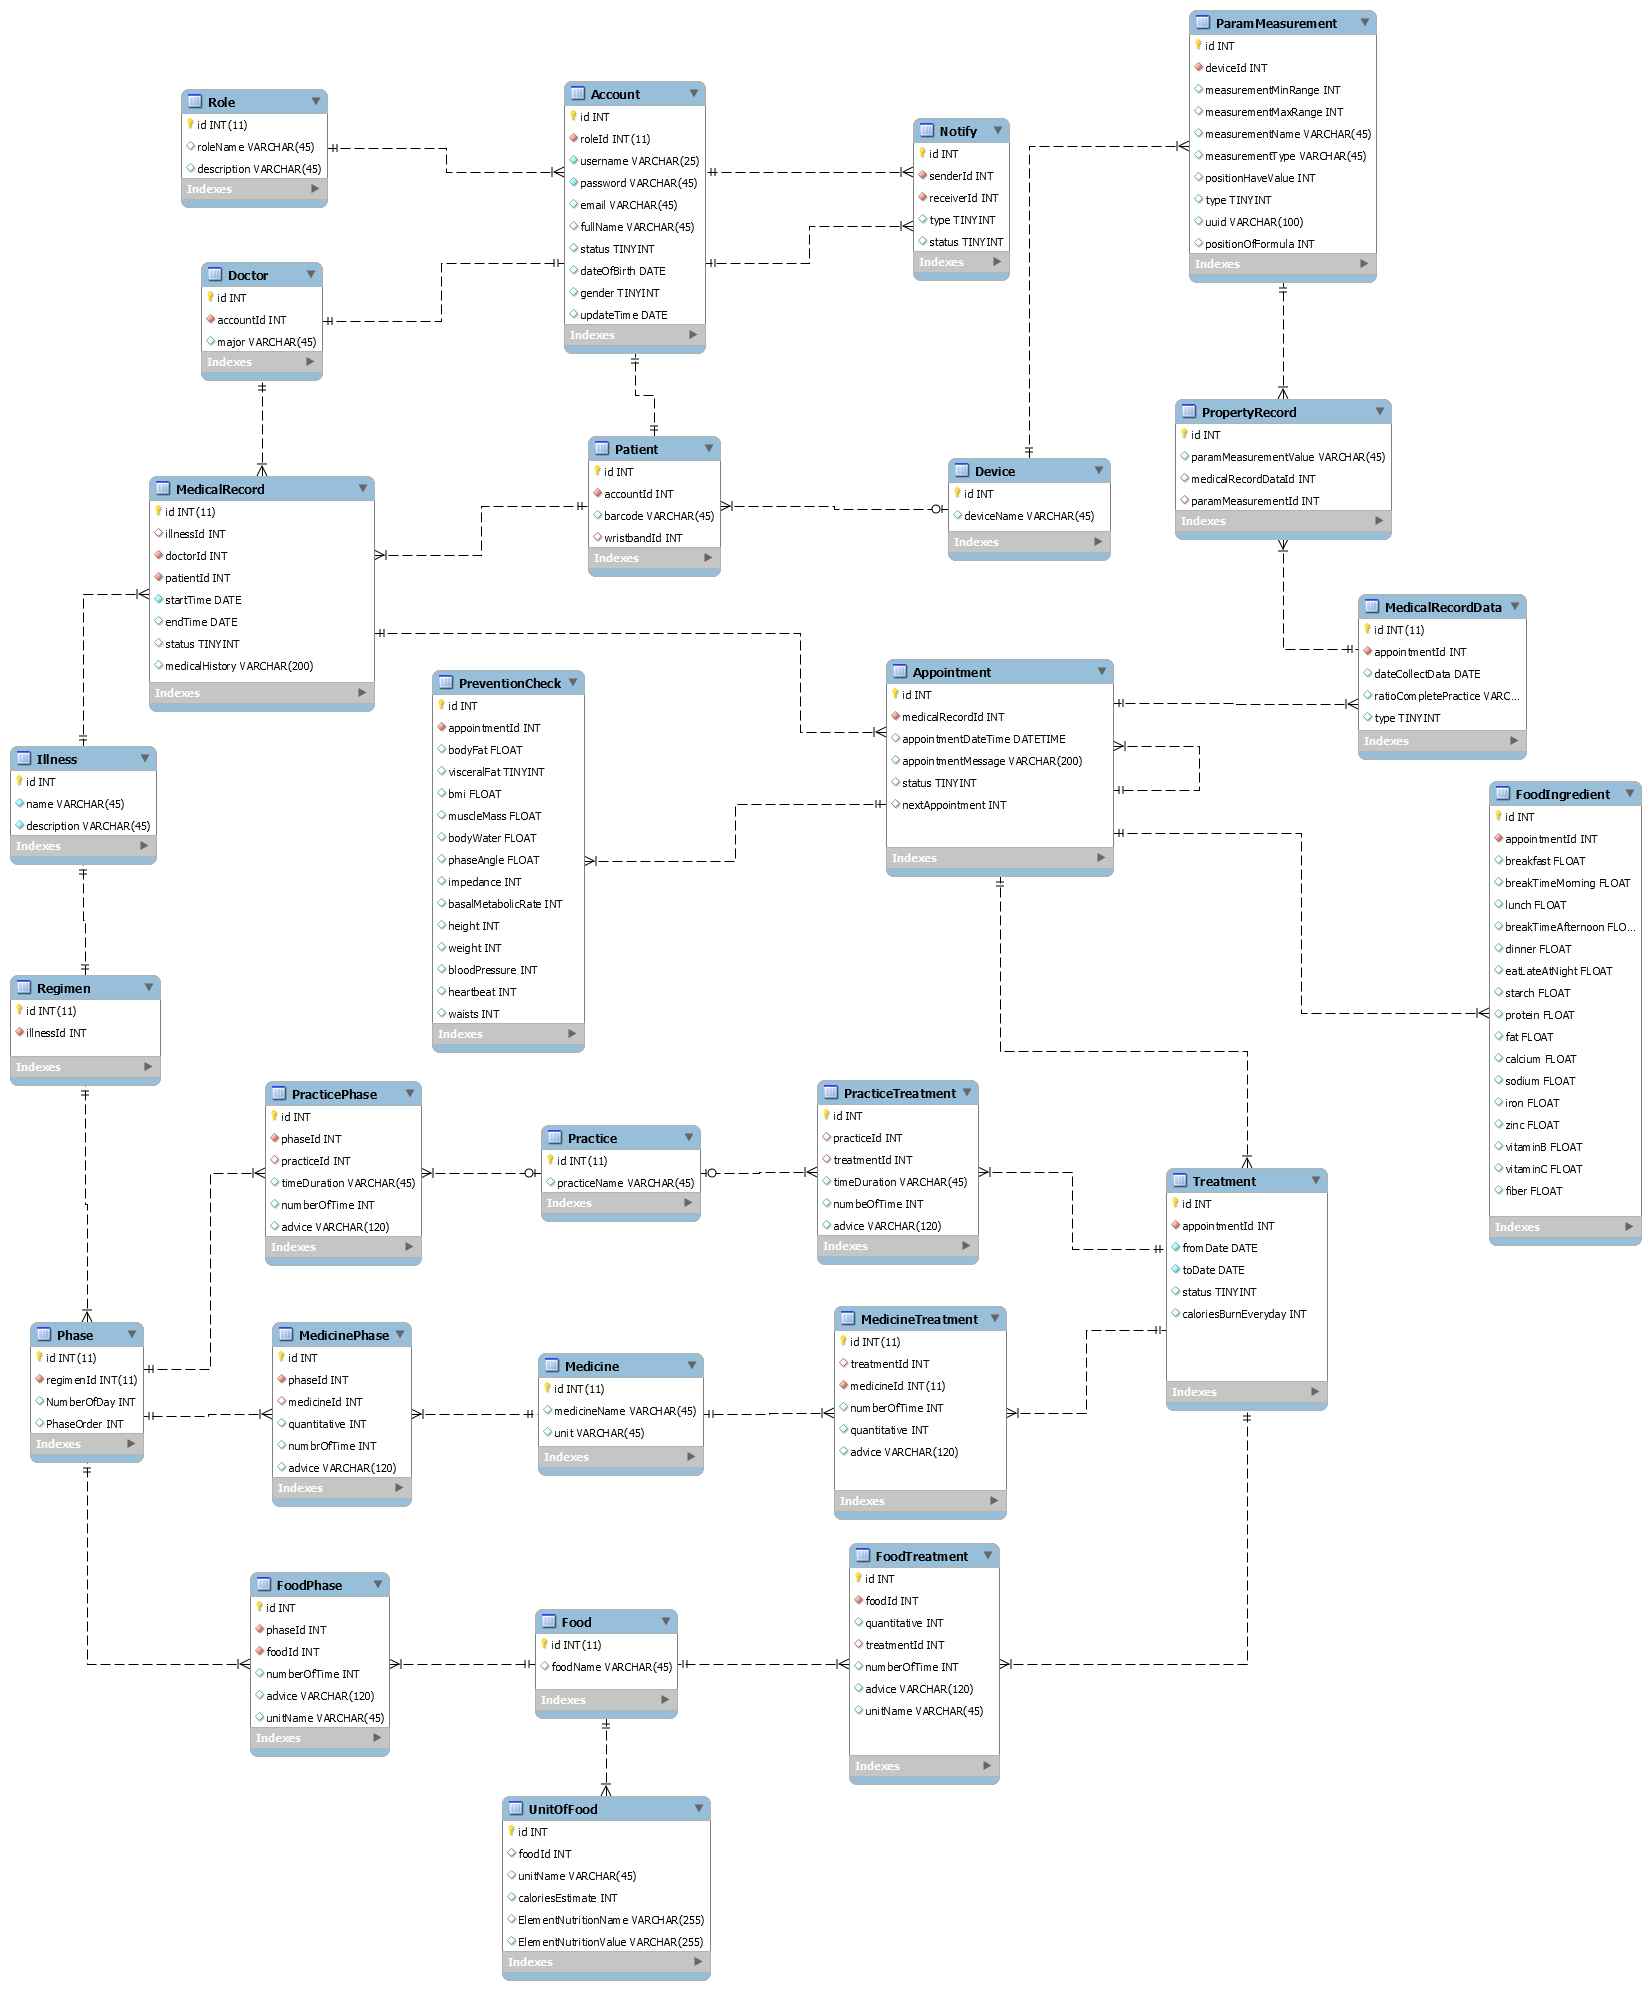 ParamMeasurement
id INT
deviceId INT
measurementMinRange INT
measurementMaxRange INT
measurementName VARCHAR(45)
measurementType VARCHAR(45)
positionHaveValue INT
type TINYINT
uuid VARCHAR(100)
positionOfFormula INT
Indexes
Role
id INT(11)
roleName VARCHAR(45)
description VARCHAR(45)
Indexes
Account
id INT
roleId INT(11)
username VARCHAR(25)
password VARCHAR(45)
email VARCHAR(45)
fullName VARCHAR(45)
status TINYINT
dateOfBirth DATE
gender TINYINT
updateTime DATE
Indexes
Notify
id INT
senderId INT
receiverId INT
type TINYINT
status TINYINT
Indexes
Doctor
id INT
accountId INT
major VARCHAR(45)
Indexes
PropertyRecord
id INT
paramMeasurementValue VARCHAR(45)
medicalRecordDataId INT
paramMeasurementId INT
Indexes
Patient
id INT
accountId INT
barcode VARCHAR(45)
wristbandId INT
Indexes
Device
id INT
deviceName VARCHAR(45)
Indexes
MedicalRecord
id INT(11)
illnessId INT
doctorId INT
patientId INT
startTime DATE
endTime DATE
status TINYINT
medicalHistory VARCHAR(200)
Indexes
MedicalRecordData
id INT(11)
appointmentId INT
dateCollectData DATE
ratioCompletePractice VARC...
type TINYINT
Indexes
PreventionCheck
id INT
appointmentId INT
bodyFat FLOAT
visceralFat TINYINT
bmi FLOAT
muscleMass FLOAT
bodyWater FLOAT
phaseAngle FLOAT
impedance INT
basalMetabolicRate INT
height INT
weight INT
bloodPressure INT
heartbeat INT
waists INT
Indexes
Appointment
id INT
medicalRecordId INT
appointmentDateTime DATETIME
appointmentMessage VARCHAR(200)
status TINYINT
nextAppointment INT
Indexes
Illness
id INT
name VARCHAR(45)
description VARCHAR(45)
Indexes
FoodIngredient
id INT
appointmentId INT
breakfast FLOAT
breakTimeMorning FLOAT
lunch FLOAT
breakTimeAfternoon FLO...
dinner FLOAT
eatLateAtNight FLOAT
starch FLOAT
protein FLOAT
fat FLOAT
calcium FLOAT
sodium FLOAT
iron FLOAT
zinc FLOAT
vitaminB FLOAT
vitaminC FLOAT
fiber FLOAT
Indexes
Regimen
id INT(11)
illnessId INT
Indexes
PracticePhase
id INT
phaseId INT
practiceId INT
timeDuration VARCHAR(45)
numberOfTime INT
advice VARCHAR(120)
Indexes
Practice
id INT(11)
practiceName VARCHAR(45)
Indexes
PracticeTreatment
id INT
practiceId INT
treatmentId INT
timeDuration VARCHAR(45)
numbeOfTime INT
advice VARCHAR(120)
Indexes
Treatment
id INT
appointmentId INT
fromDate DATE
toDate DATE
status TINYINT
caloriesBurnEveryday INT
Indexes
Phase
id INT(11)
regimenId INT(11)
NumberOfDay INT
PhaseOrder INT
Indexes
MedicinePhase
id INT
phaseId INT
medicineId INT
quantitative INT
numbrOfTime INT
advice VARCHAR(120)
Indexes
Medicine
id INT(11)
medicineName VARCHAR(45)
unit VARCHAR(45)
Indexes
MedicineTreatment
id INT(11)
treatmentId INT
medicineId INT(11)
numberOfTime INT
quantitative INT
advice VARCHAR(120)
Indexes
FoodPhase
id INT
phaseId INT
foodId INT
numberOfTime INT
advice VARCHAR(120)
unitName VARCHAR(45)
Indexes
Food
id INT(11)
foodName VARCHAR(45)
Indexes
FoodTreatment
id INT
foodId INT
quantitative INT
treatmentId INT
numberOfTime INT
advice VARCHAR(120)
unitName VARCHAR(45)
Indexes
UnitOfFood
id INT
foodId INT
unitName VARCHAR(45)
caloriesEstimate INT
ElementNutritionName VARCHAR(255)
ElementNutritionValue VARCHAR(255)
Indexes